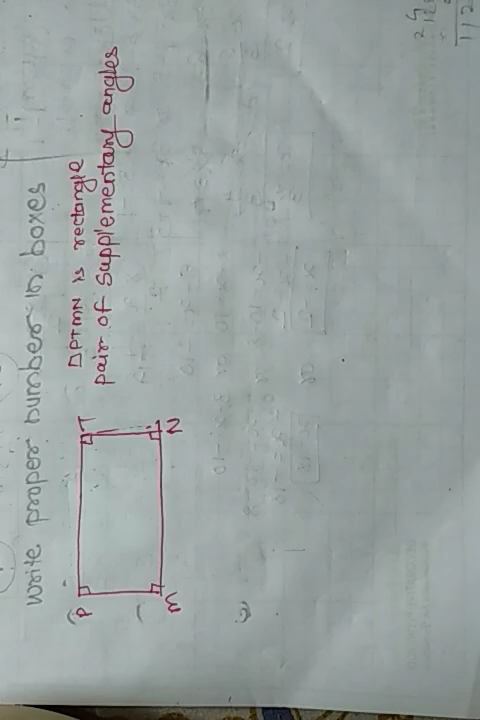 write proper number in boxes
P
T
□PTMN is rectangle
pair of supplementary angles
M
N